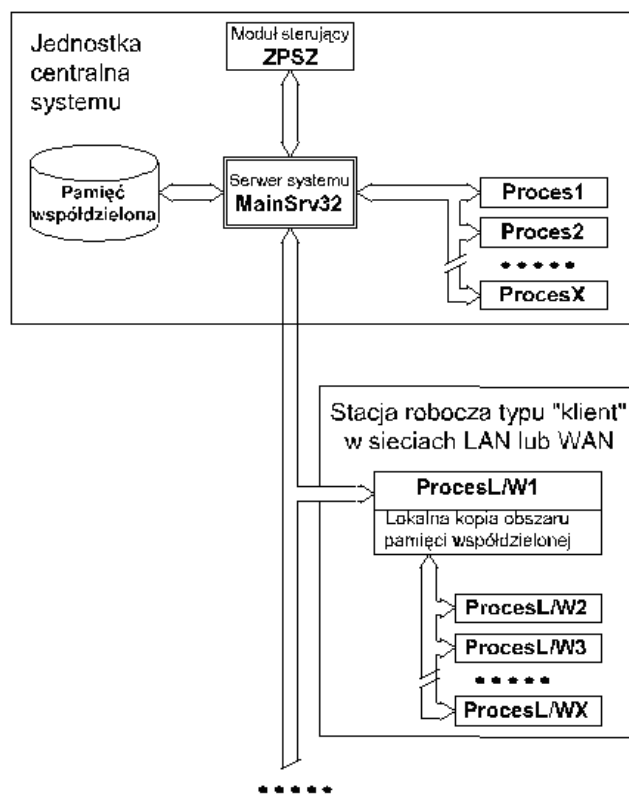 Jednostka
centralna
systemu
Moduł sterujący
ZPSZ
Pamięć
współdzielona
Serwer systemu
MainSrv32
Proces1
Proces2
•••••
ProcesX
Stacja robocza typu "klient"
w sieciach LAN lub WAN
ProcesL/W1
Lokalna kopia obszaru
pamięci współdzielonej
ProcesL/W2
ProcesL/W3
•••••
ProcesL/WX
•••••